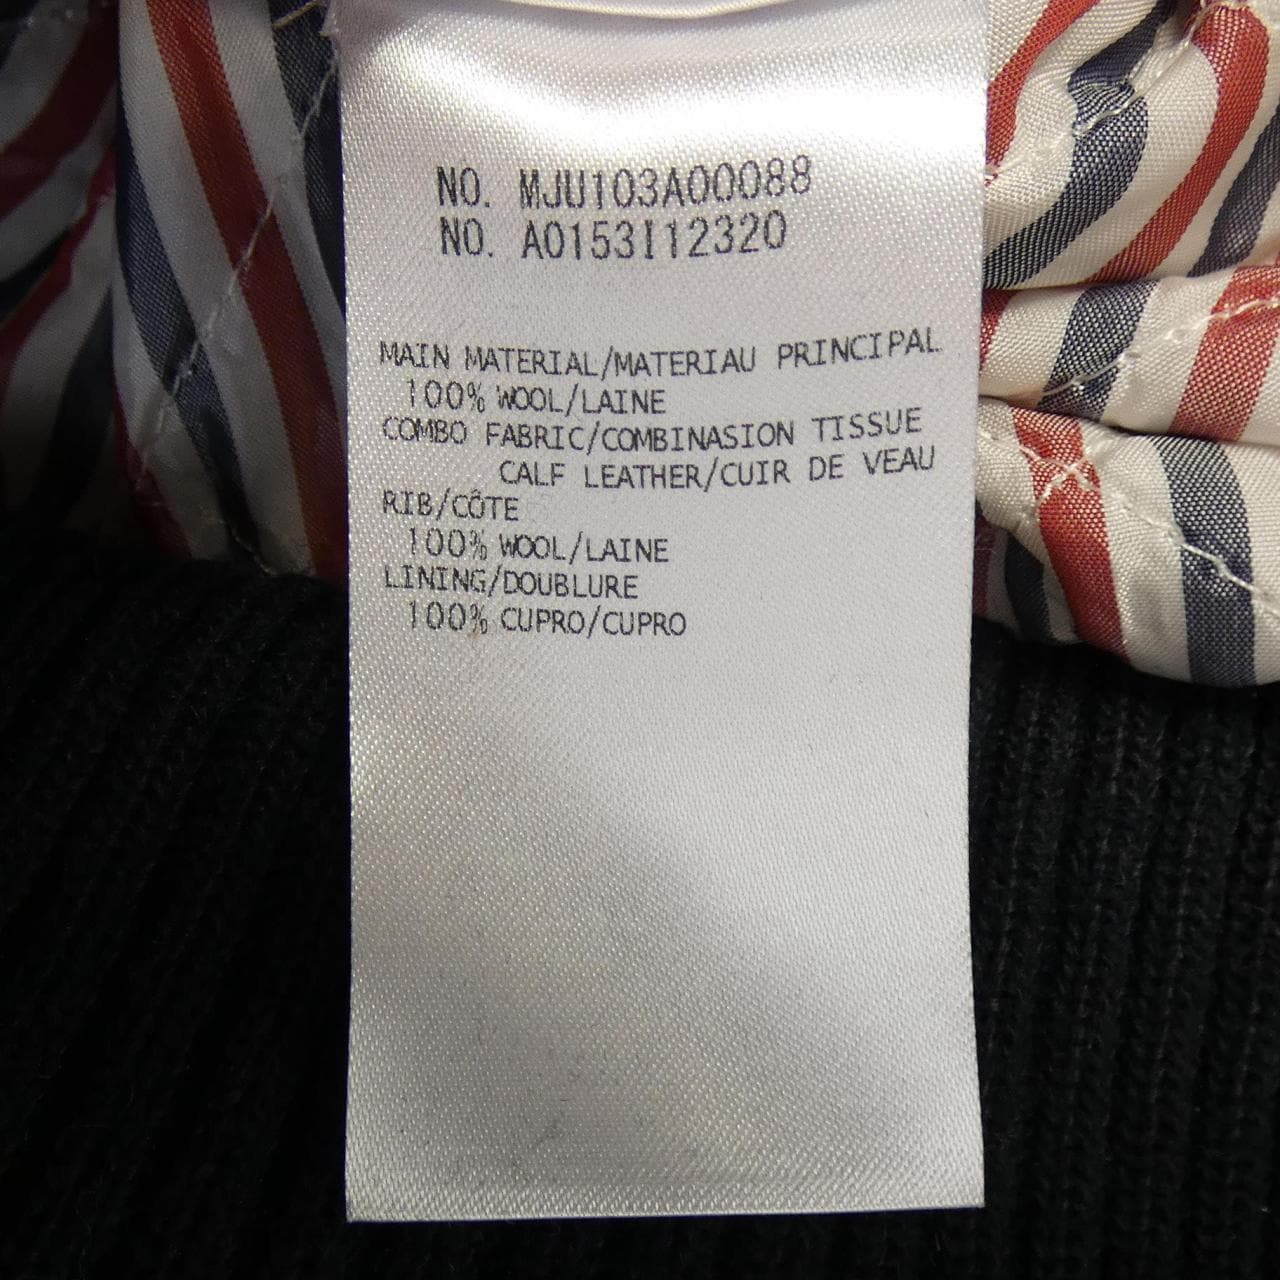 NO. MJU103A00088
NO. A0153I12320
MAIN MATERIAL/MATERIAU PRINCIPAL
100% WOOL/LAINE
COMBO FABRIC/COMBINASION TISSUE
CALF LEATHER/CUIR DE VEAU
RIB/CÔTE
100% WOOL/LAINE
LINING/DOUBLURE
100% CUPRO/CUPRO